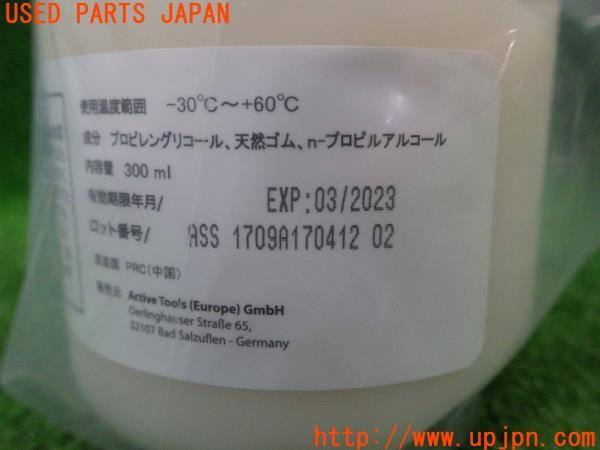 USED PARTS JAPAN
使用温度範囲 -30℃～+60℃
成分 プロピレングリコール、天然ゴム、n-プロピルアルコール
内容量 300 ml
有効期限年月/ EXP:03/2023
ロット番号/ ASS 1709A170412 02
原産国 PRC(中国)
発売元 Active Tools (Europe) GmbH
Oerlinghauser Straße 65,
32107 Bad Salzuflen - Germany
http://www.upjpn.com/